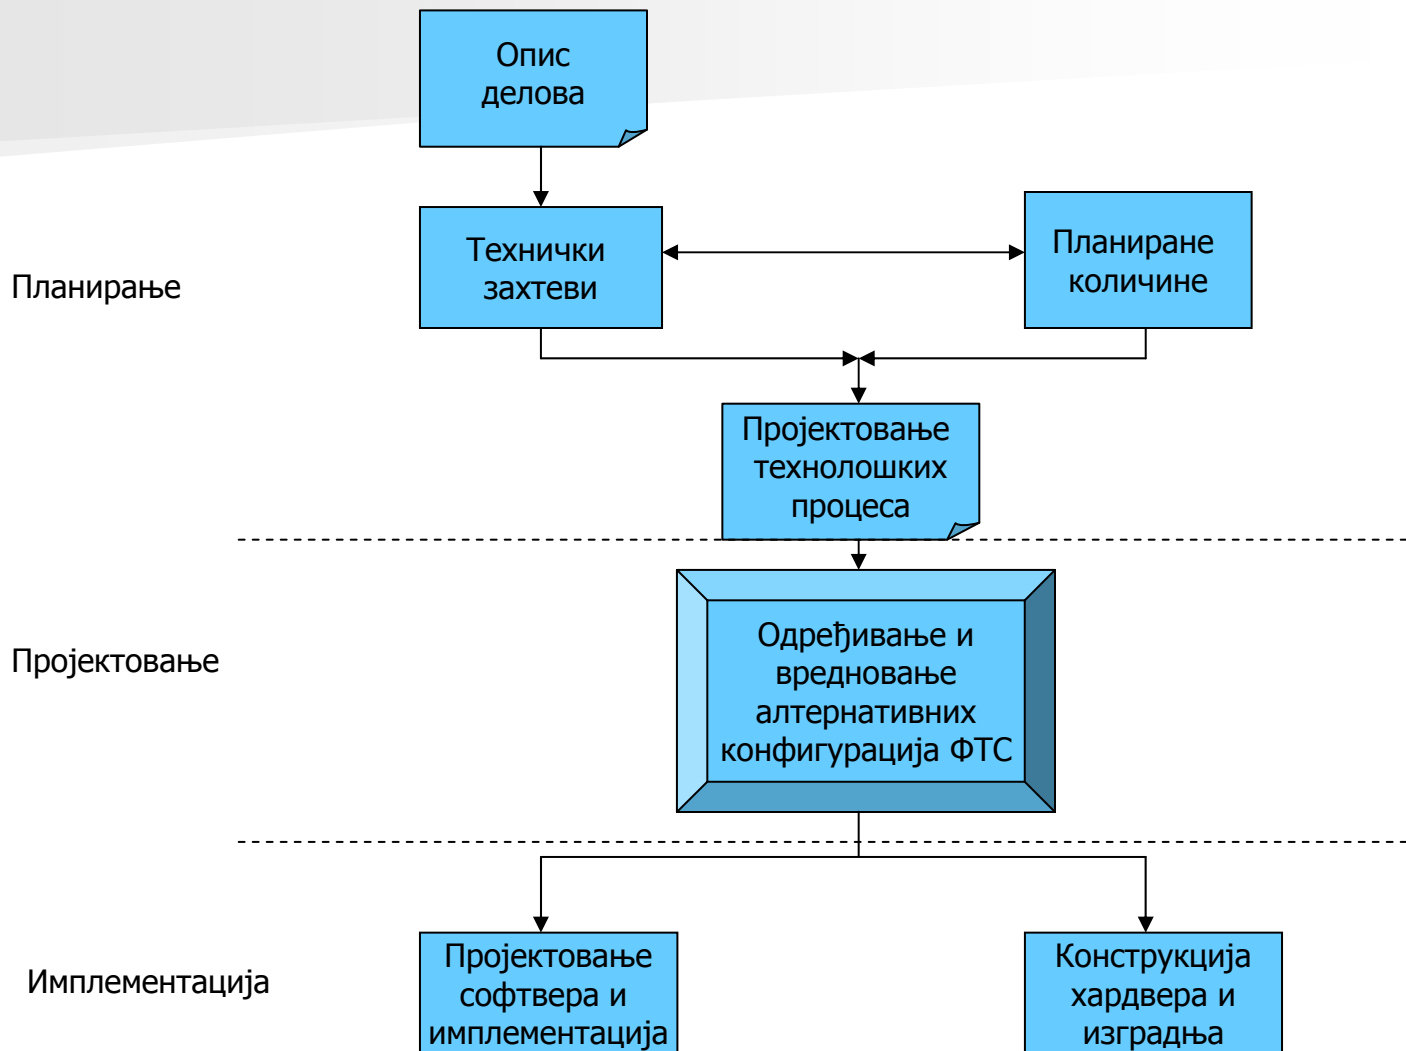 Опис
делова
Технички
захтеви
Планиране
количине
Планирање
Пројектовање
технолошких
процеса
Пројектовање
Одређивање и
вредновање
алтернативних
конфигурација ФТС
Имплементација
Пројектовање
софтвера и
имплементација
Конструкција
хардвера и
изградња